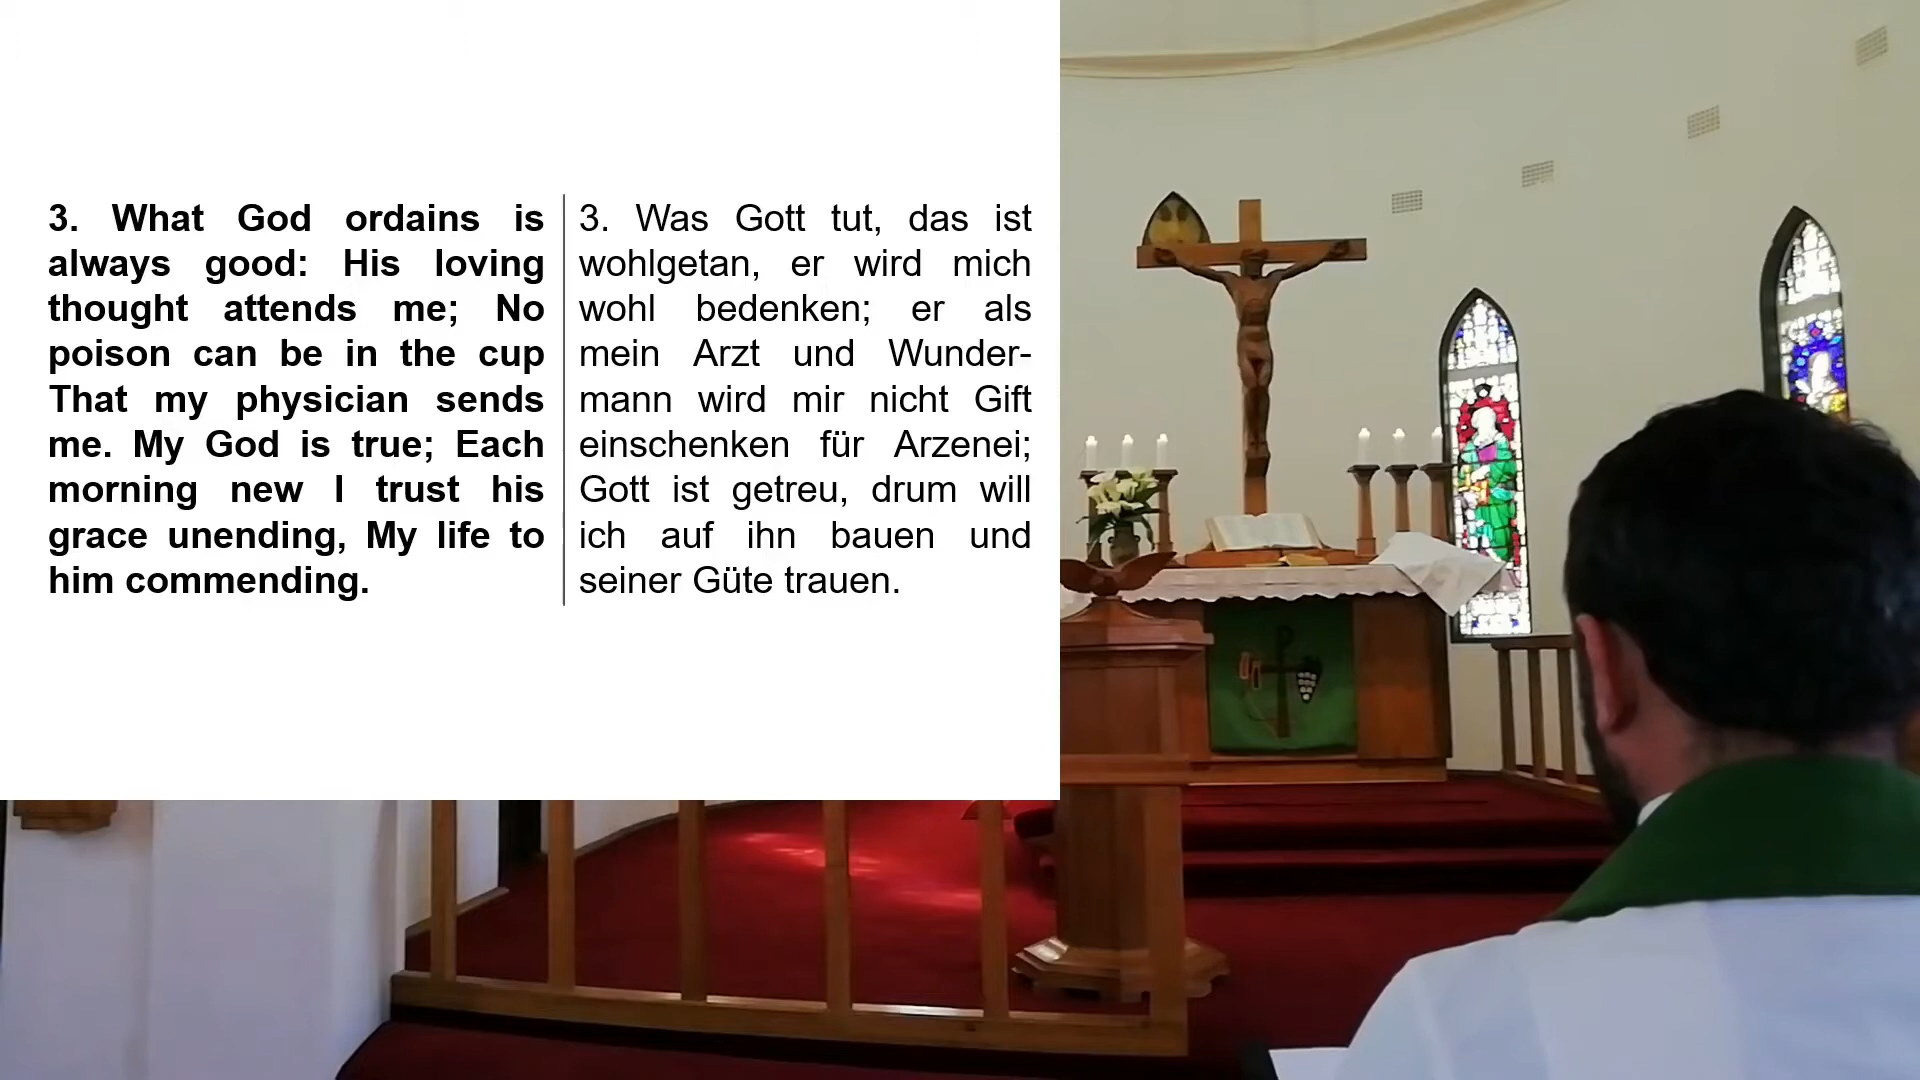 3. What God ordains is
always good: His loving
thought attends me; No
poison can be in the cup
That my physician sends
me. My God is true; Each
morning new I trust his
grace unending, My life to
him commending.
3. Was Gott tut, das ist
wohlgetan, er wird mich
wohl bedenken; er als
mein Arzt und Wunder-
mann wird mir nicht Gift
einschenken für Arzenei;
Gott ist getreu, drum will
ich auf ihn bauen und
seiner Güte trauen.